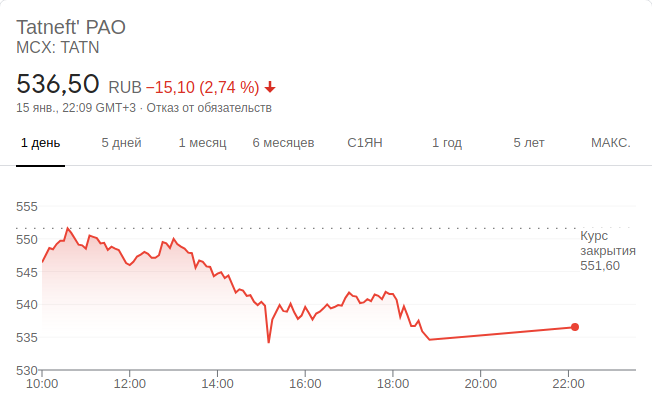 Tatneft' PAO
MCX: TATN
536,50 RUB −15,10 (2,74 %)
15 янв., 22:09 GMT+3 · Отказ от обязательств
1 день 5 дней 1 месяц 6 месяцев С1ЯН 1 год 5 лет МАКС.
555
550
545
540
535
530
Курс
закрытия
551,60
10:00 12:00 14:00 16:00 18:00 20:00 22:00